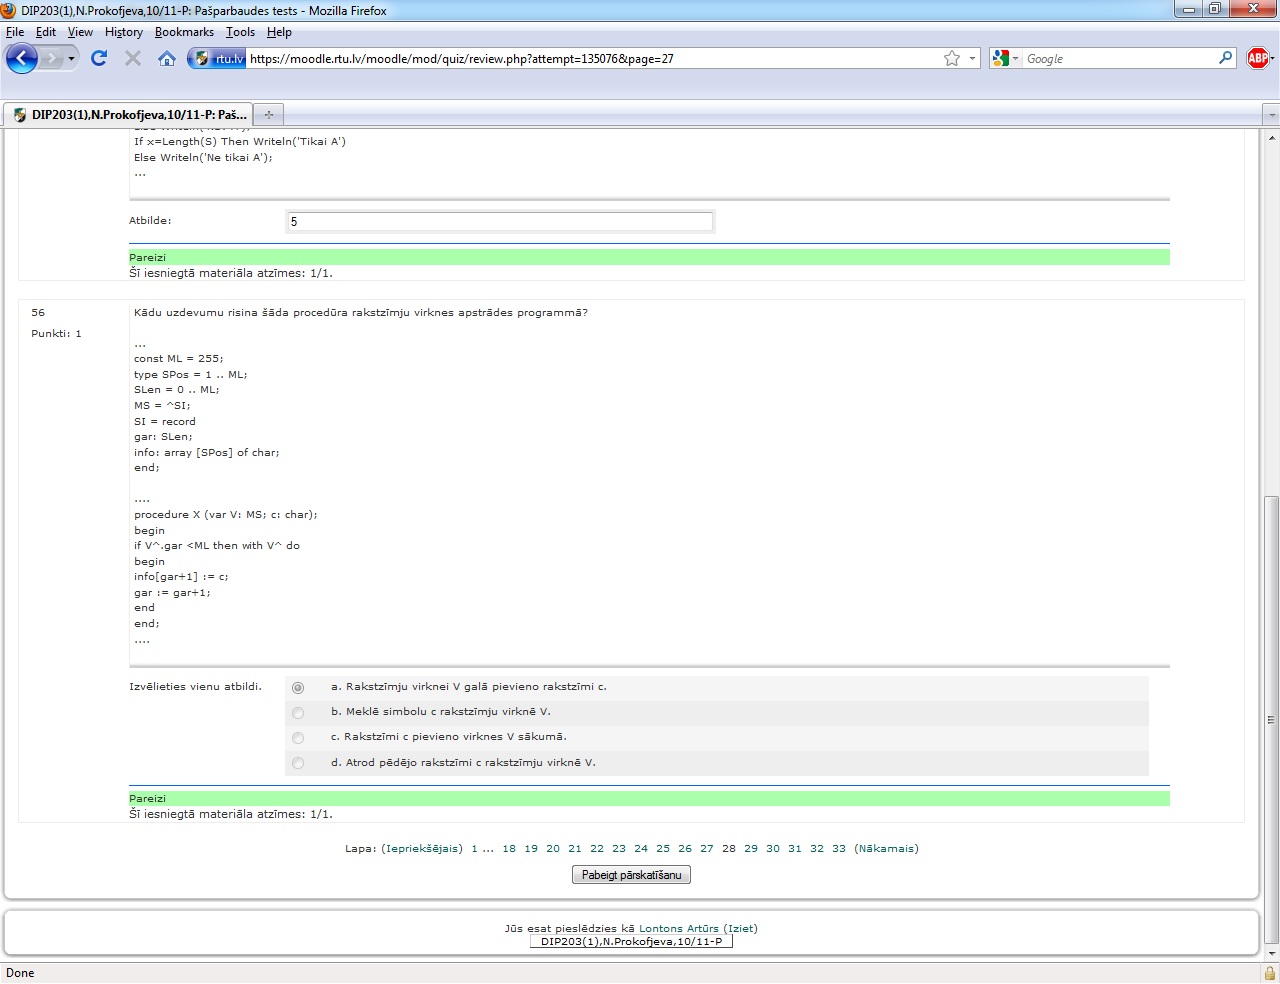 DIP203(1),N.Prokofjeva,10/11-P: Pašparbaudes tests - Mozilla Firefox
File Edit View History Bookmarks Tools Help
rtu.lv https://moodle.rtu.lv/moodle/mod/quiz/review.php?attempt=135076&page=27
Google
ABP
DIP203(1),N.Prokofjeva,10/11-P: Paš...
If x=Length(S) Then Writeln('Tikai A')
Else Writeln('Ne tikai A');
...
Atbilde: 5
Pareizi
Šī iesniegtā materiāla atzīmes: 1/1.
56
Punkti: 1
Kādu uzdevumu risina šāda procedūra rakstzīmju virknes apstrādes programmā?
...
const ML = 255;
type SPos = 1 .. ML;
SLen = 0 .. ML;
MS = ^SI;
SI = record
gar: SLen;
info: array [SPos] of char;
end;
....
procedure X (var V: MS; c: char);
begin
if V^.gar <ML then with V^ do
begin
info[gar+1] := c;
gar := gar+1;
end
end;
....
Izvēlieties vienu atbildi.
a. Rakstzīmju virknei V galā pievieno rakstzīmi c.
b. Meklē simbolu c rakstzīmju virknē V.
c. Rakstzīmi c pievieno virknes V sākumā.
d. Atrod pēdējo rakstzīmi c rakstzīmju virknē V.
Pareizi
Šī iesniegtā materiāla atzīmes: 1/1.
Lapa: (Iepriekšējais) 1 ... 18 19 20 21 22 23 24 25 26 27 28 29 30 31 32 33 (Nākamais)
Pabeigt pārskatīšanu
Jūs esat pieslēdzies kā Lontons Artūrs (Iziet)
DIP203(1),N.Prokofjeva,10/11-P
Done